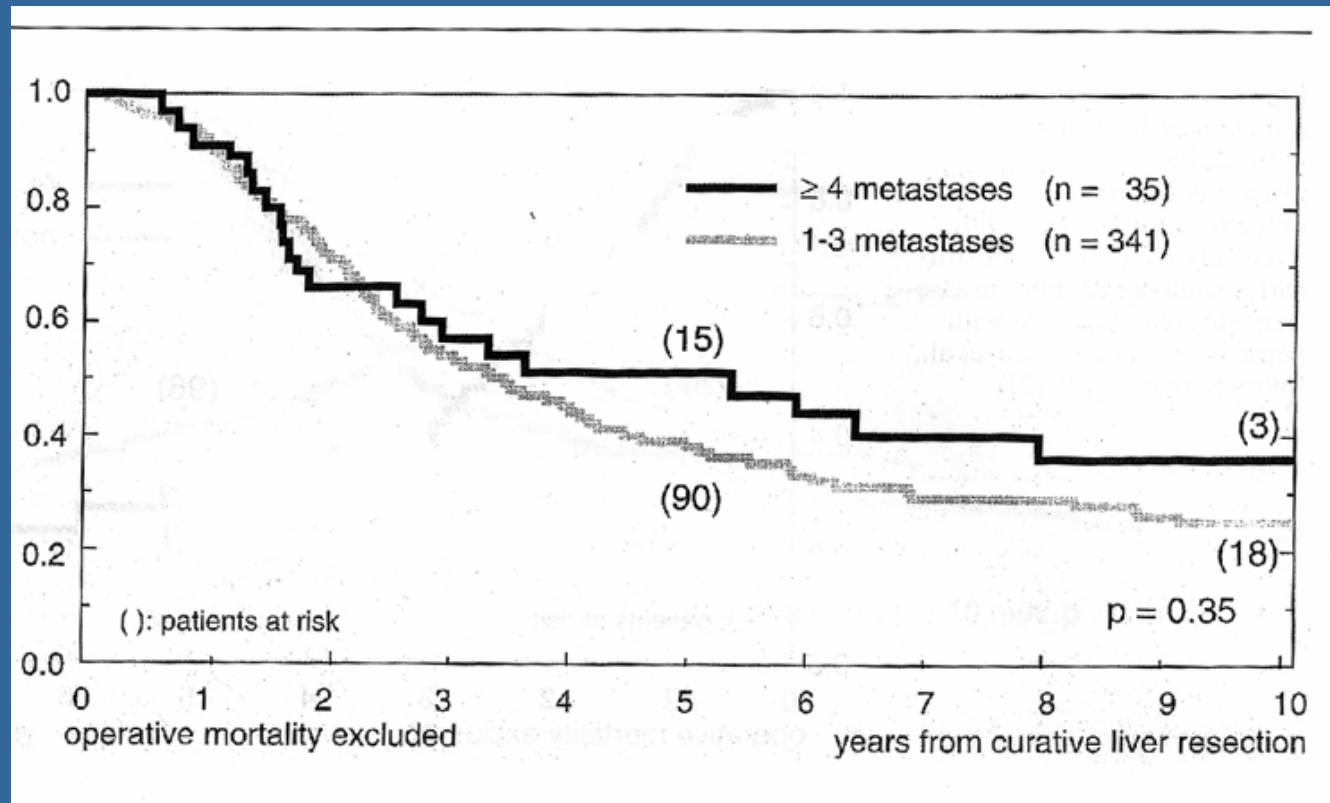 1.0
0.8
0.6
0.4
0.2
0.0
≥ 4 metastases (n = 35)
1-3 metastases (n = 341)
(15)
(90)
(3)
(18)
p = 0.35
( ): patients at risk
0 1 2 3 4 5 6 7 8 9 10
operative mortality excluded years from curative liver resection